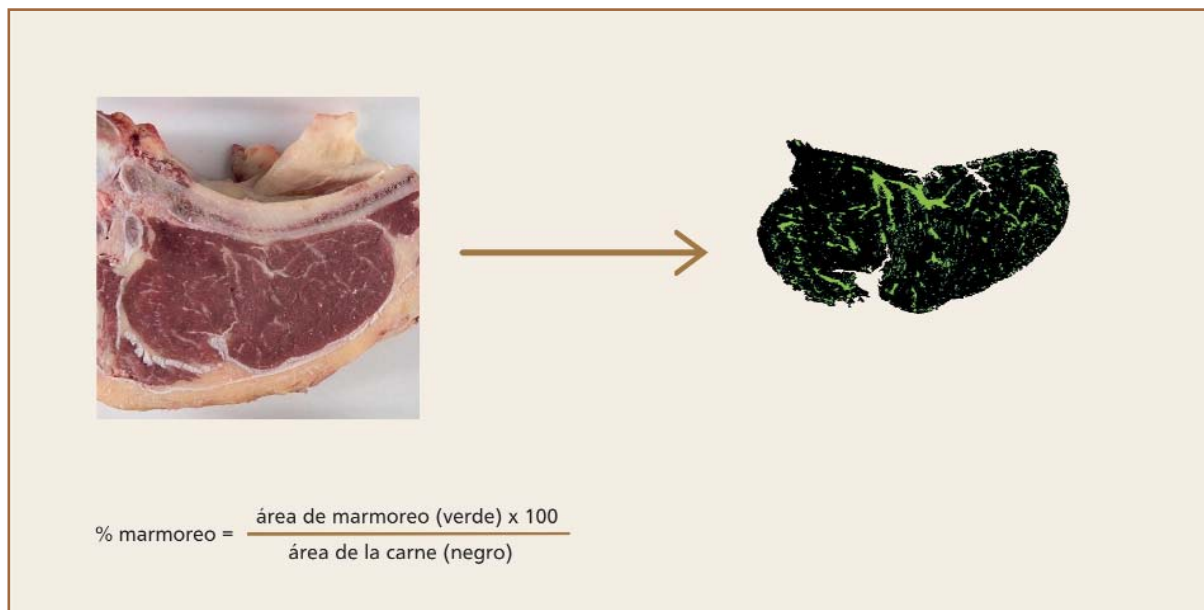 % marmoreo = área de marmoreo (verde) x 100
área de la carne (negro)